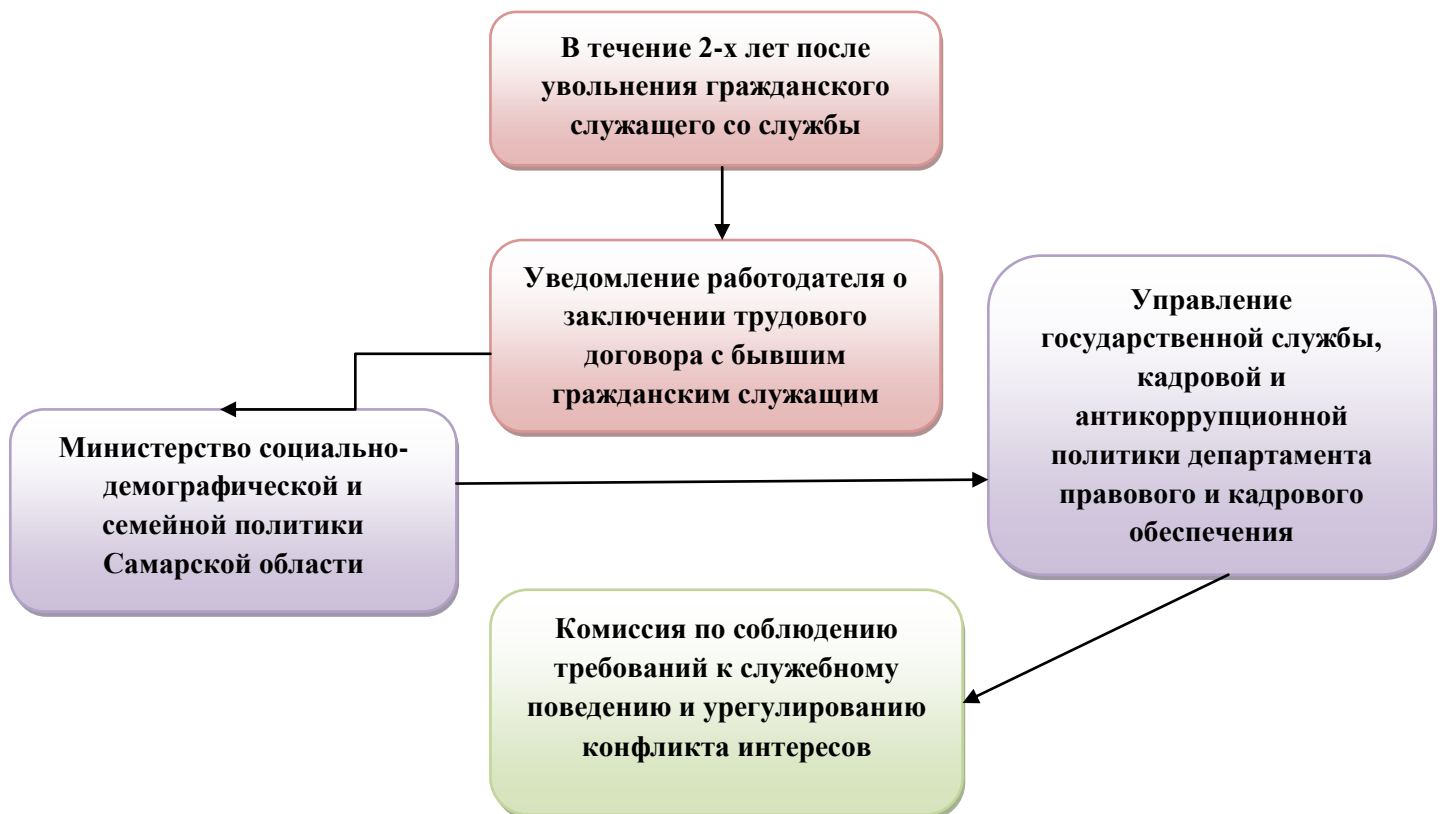 В течение 2-х лет после
увольнения гражданского
служащего со службы
Уведомление работодателя о
заключении трудового
договора с бывшим
гражданским служащим
Министерство социально-
демографической и
семейной политики
Самарской области
Управление
государственной службы,
кадровой и
антикоррупционной
политики департамента
правового и кадрового
обеспечения
Комиссия по соблюдению
требований к служебному
поведению и урегулированию
конфликта интересов